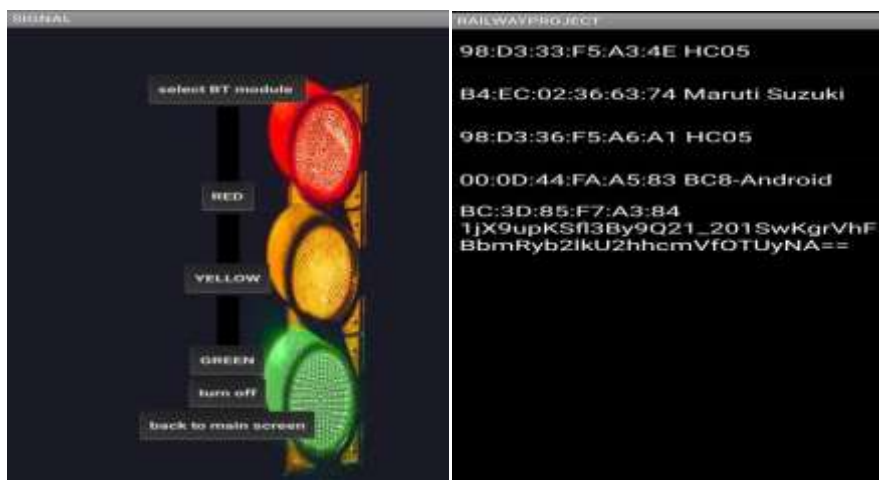 SIGNAL
select BT module
RED
YELLOW
GREEN
turn off
back to main screen
RAILWAYPROJECT
98:D3:33:F5:A3:4E HC05
B4:EC:02:36:63:74 Maruti Suzuki
98:D3:36:F5:A6:A1 HC05
00:0D:44:FA:A5:83 BC8-Android
BC:3D:85:F7:A3:84
1jX9upKSfl3By9Q21_201SwKgrVhF
BbmRyb2lkU2hhcmVfOTUyNA==